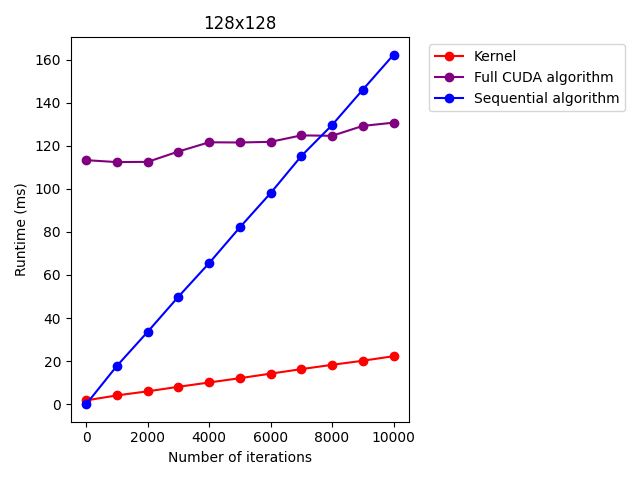 128x128
Kernel
Full CUDA algorithm
Sequential algorithm
Runtime (ms)
160
140
120
100
80
60
40
20
0
0 2000 4000 6000 8000 10000
Number of iterations